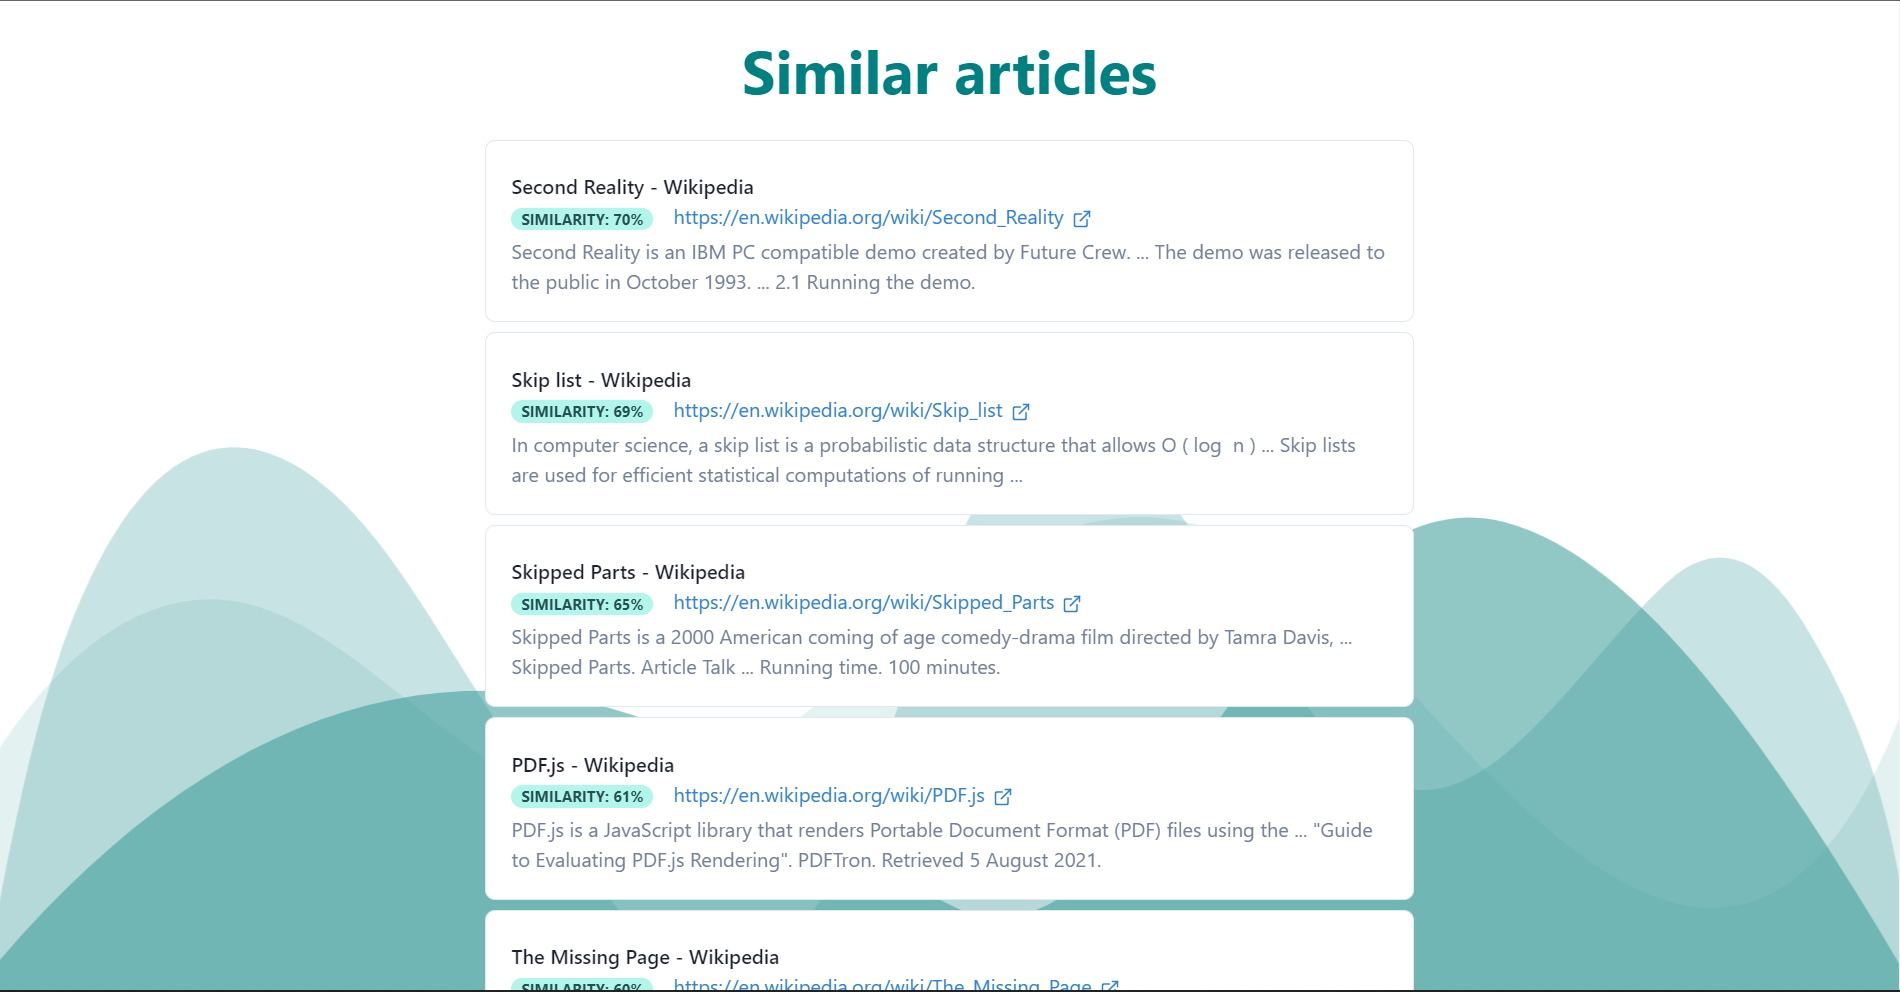 Similar articles
Second Reality - Wikipedia
SIMILARITY: 70% https://en.wikipedia.org/wiki/Second_Reality
Second Reality is an IBM PC compatible demo created by Future Crew. ... The demo was released to
the public in October 1993. ... 2.1 Running the demo.
Skip list - Wikipedia
SIMILARITY: 69% https://en.wikipedia.org/wiki/Skip_list
In computer science, a skip list is a probabilistic data structure that allows O ( log  n ) ... Skip lists
are used for efficient statistical computations of running ...
Skipped Parts - Wikipedia
SIMILARITY: 65% https://en.wikipedia.org/wiki/Skipped_Parts
Skipped Parts is a 2000 American coming of age comedy-drama film directed by Tamra Davis, ...
Skipped Parts. Article Talk ... Running time. 100 minutes.
PDF.js - Wikipedia
SIMILARITY: 61% https://en.wikipedia.org/wiki/PDF.js
PDF.js is a JavaScript library that renders Portable Document Format (PDF) files using the ... "Guide
to Evaluating PDF.js Rendering". PDFTron. Retrieved 5 August 2021.
The Missing Page - Wikipedia
SIMILARITY: 60% https://en.wikipedia.org/wiki/The_Missing_Page